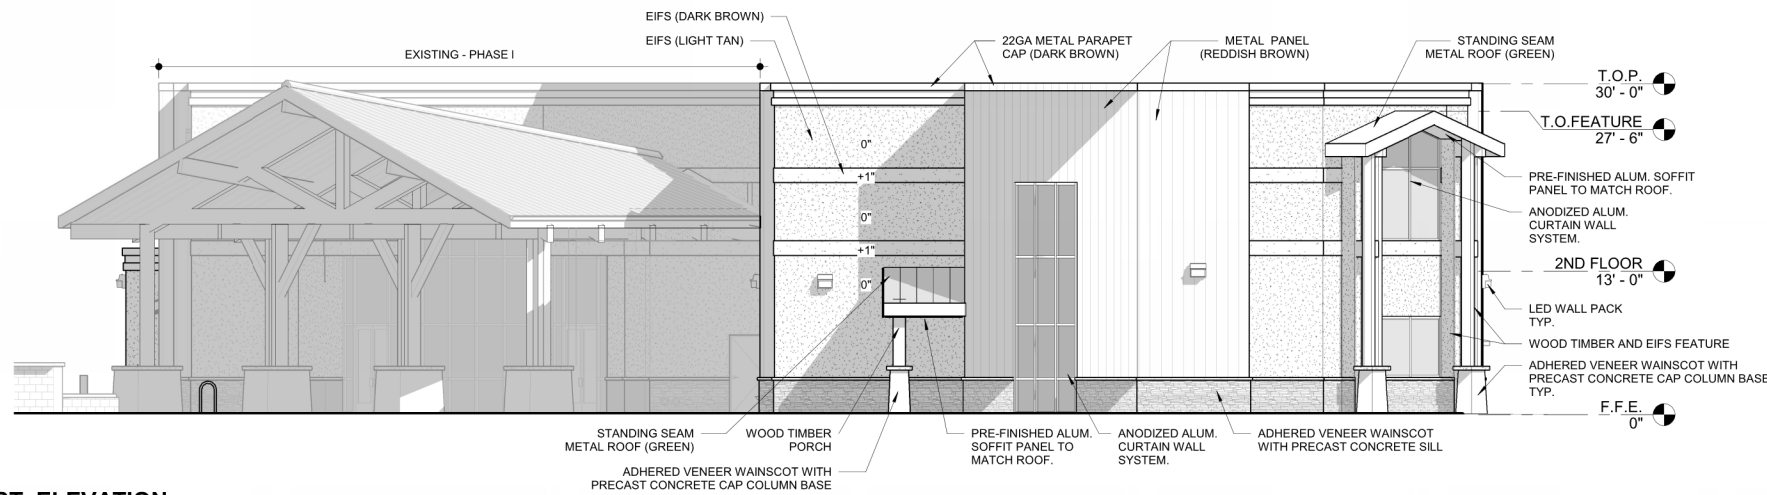 EIFS (DARK BROWN)
EIFS (LIGHT TAN)
EXISTING - PHASE I
22GA METAL PARAPET
CAP (DARK BROWN)
METAL PANEL
(REDDISH BROWN)
STANDING SEAM
METAL ROOF (GREEN)
T.O.P.
30' - 0"
T.O.FEATURE
27' - 6"
0"
+1"
0"
+1"
0"
PRE-FINISHED ALUM. SOFFIT
PANEL TO MATCH ROOF.
ANODIZED ALUM.
CURTAIN WALL
SYSTEM.
2ND FLOOR
13' - 0"
LED WALL PACK
TYP.
WOOD TIMBER AND EIFS FEATURE
ADHERED VENEER WAINSCOT WITH
PRECAST CONCRETE CAP COLUMN BASE
TYP.
F.F.E.
0"
STANDING SEAM
METAL ROOF (GREEN)
WOOD TIMBER
PORCH
ADHERED VENEER WAINSCOT WITH
PRECAST CONCRETE CAP COLUMN BASE
PRE-FINISHED ALUM.
SOFFIT PANEL TO
MATCH ROOF.
ANODIZED ALUM.
CURTAIN WALL
SYSTEM.
ADHERED VENEER WAINSCOT
WITH PRECAST CONCRETE SILL
ELEVATION